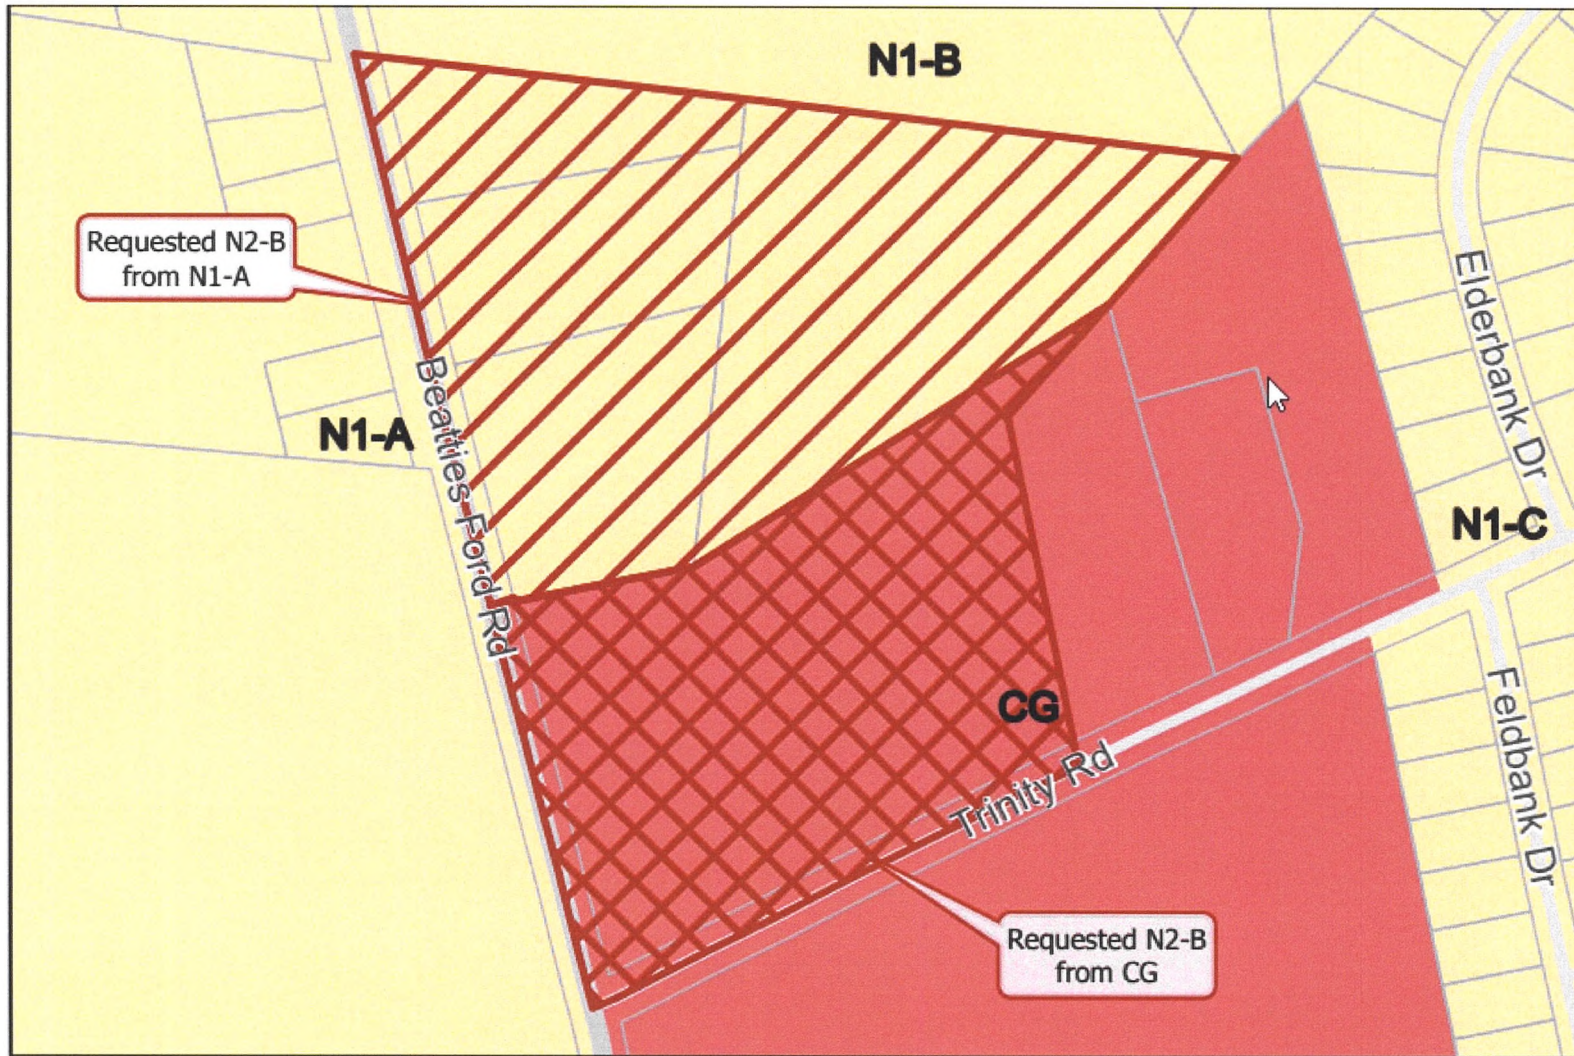 N1-B
Requested N2-B
from N1-A
Elderbank Dr
N1-A
Beatties Ford Rd
N1-C
CG
Trinity Rd
Feldbank Dr
Requested N2-B
from CG